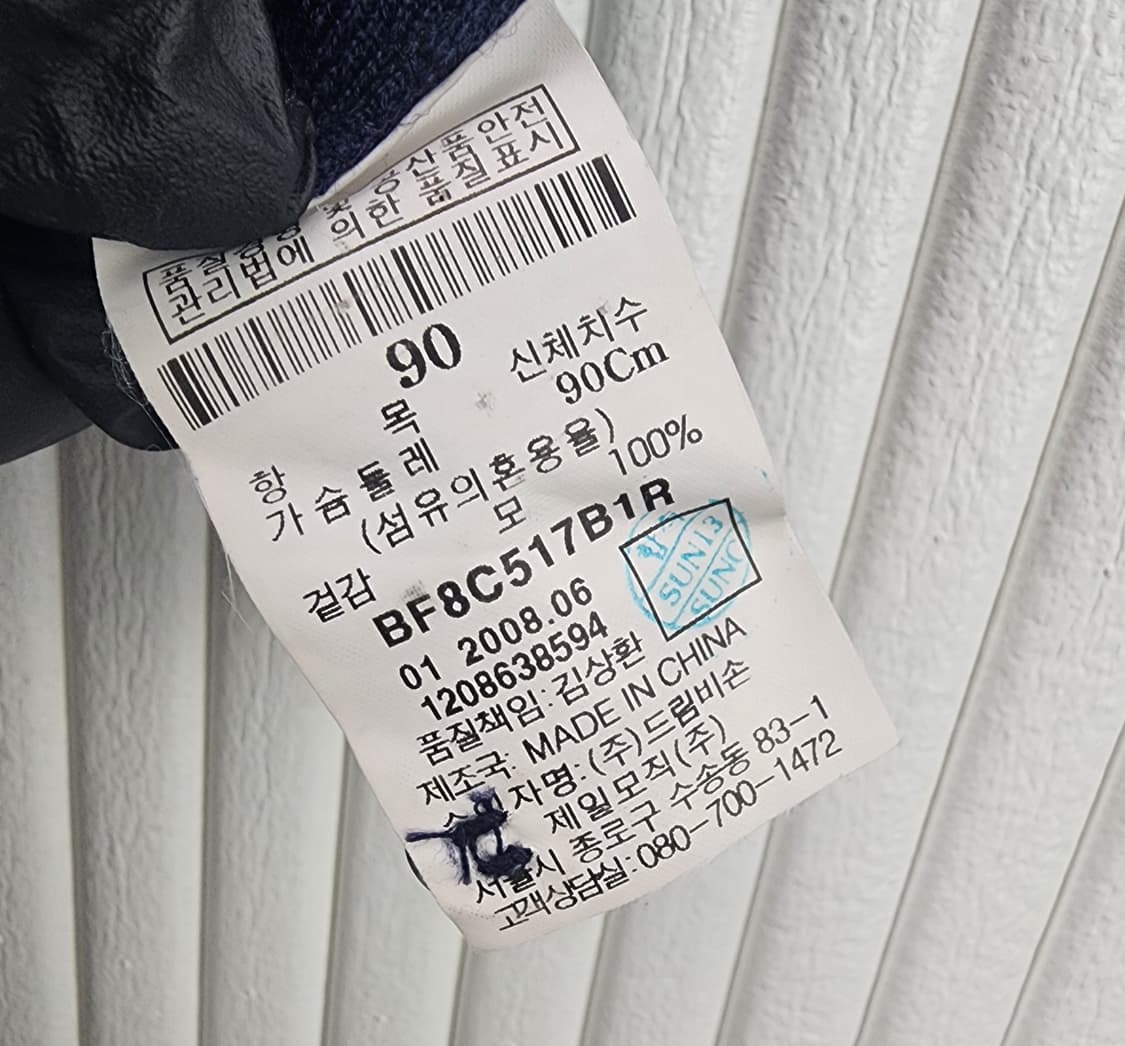 품질경영 및 공산품안전
관리법에 의한 품질표시
90
항 목 신체치수
가슴둘레 90Cm
(섬유의혼용율)
겉감 모 100%
BF8C517B1R
01 2008.06
1208638594
품질책임:김상환
제조국: MADE IN CHINA
자명:(주)드림비손
제일모직(주)
서울시 종로구 수송동 83-1
고객상담실:080-700-1472
SUN13
SUNC